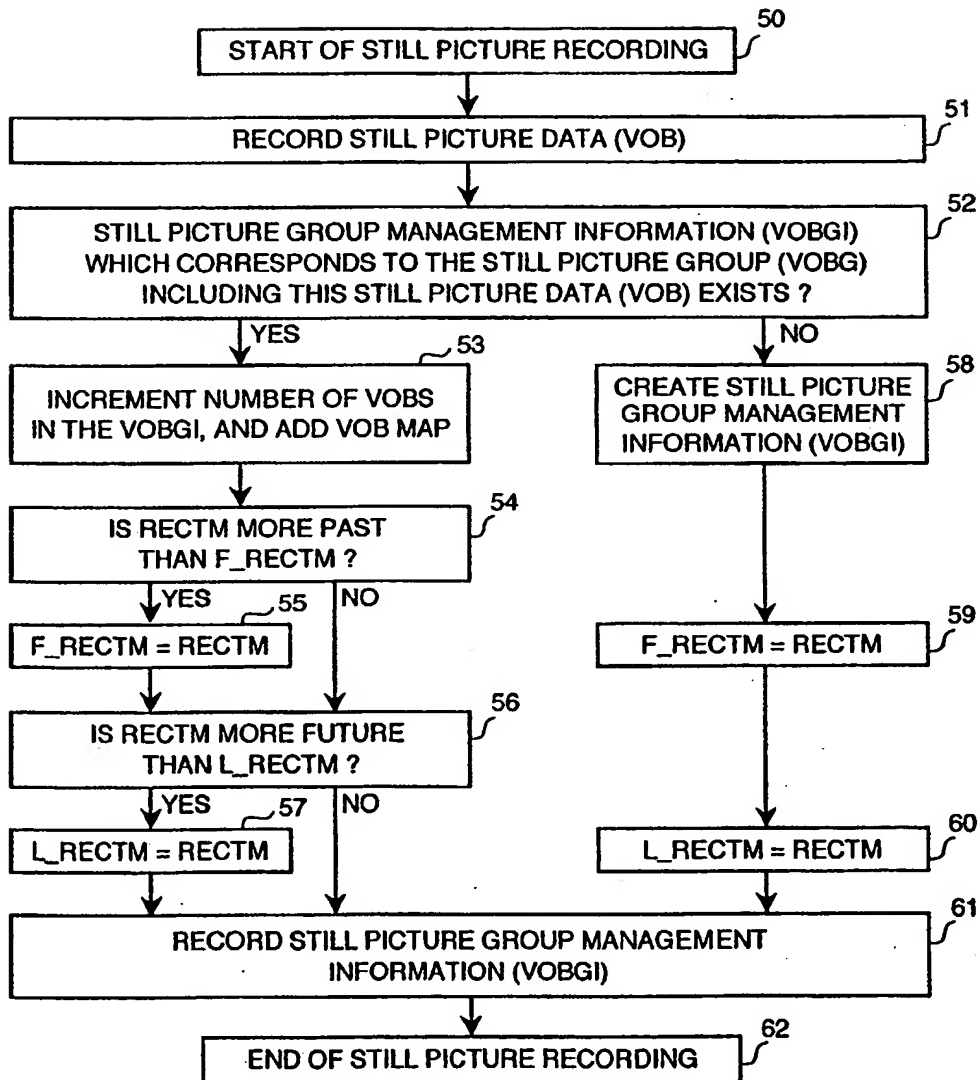 50
START OF STILL PICTURE RECORDING
51
RECORD STILL PICTURE DATA (VOB)
52
STILL PICTURE GROUP MANAGEMENT INFORMATION (VOBGI)
WHICH CORRESPONDS TO THE STILL PICTURE GROUP (VOBG)
INCLUDING THIS STILL PICTURE DATA (VOB) EXISTS ?
YES
NO
53
INCREMENT NUMBER OF VOBS
IN THE VOBGI, AND ADD VOB MAP
58
CREATE STILL PICTURE
GROUP MANAGEMENT
INFORMATION (VOBGI)
54
IS RECTM MORE PAST
THAN F_RECTM ?
YES
NO
55
F_RECTM = RECTM
59
F_RECTM = RECTM
56
IS RECTM MORE FUTURE
THAN L_RECTM ?
YES
NO
57
L_RECTM = RECTM
60
L_RECTM = RECTM
61
RECORD STILL PICTURE GROUP MANAGEMENT
INFORMATION (VOBGI)
62
END OF STILL PICTURE RECORDING